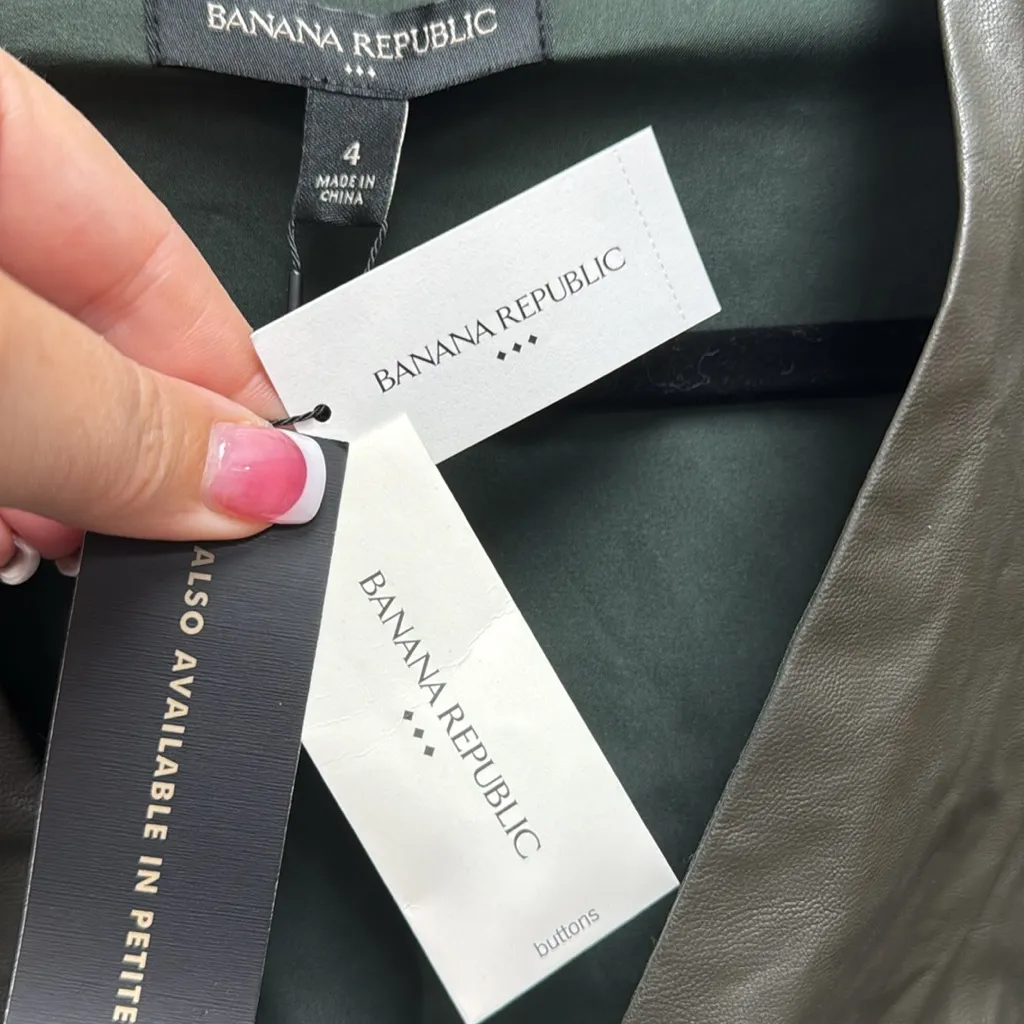 BANANA REPUBLIC
4
MADE IN
CHINA
BANANA REPUBLIC
BANANA REPUBLIC
buttons
ALSO AVAILABLE IN PETITE